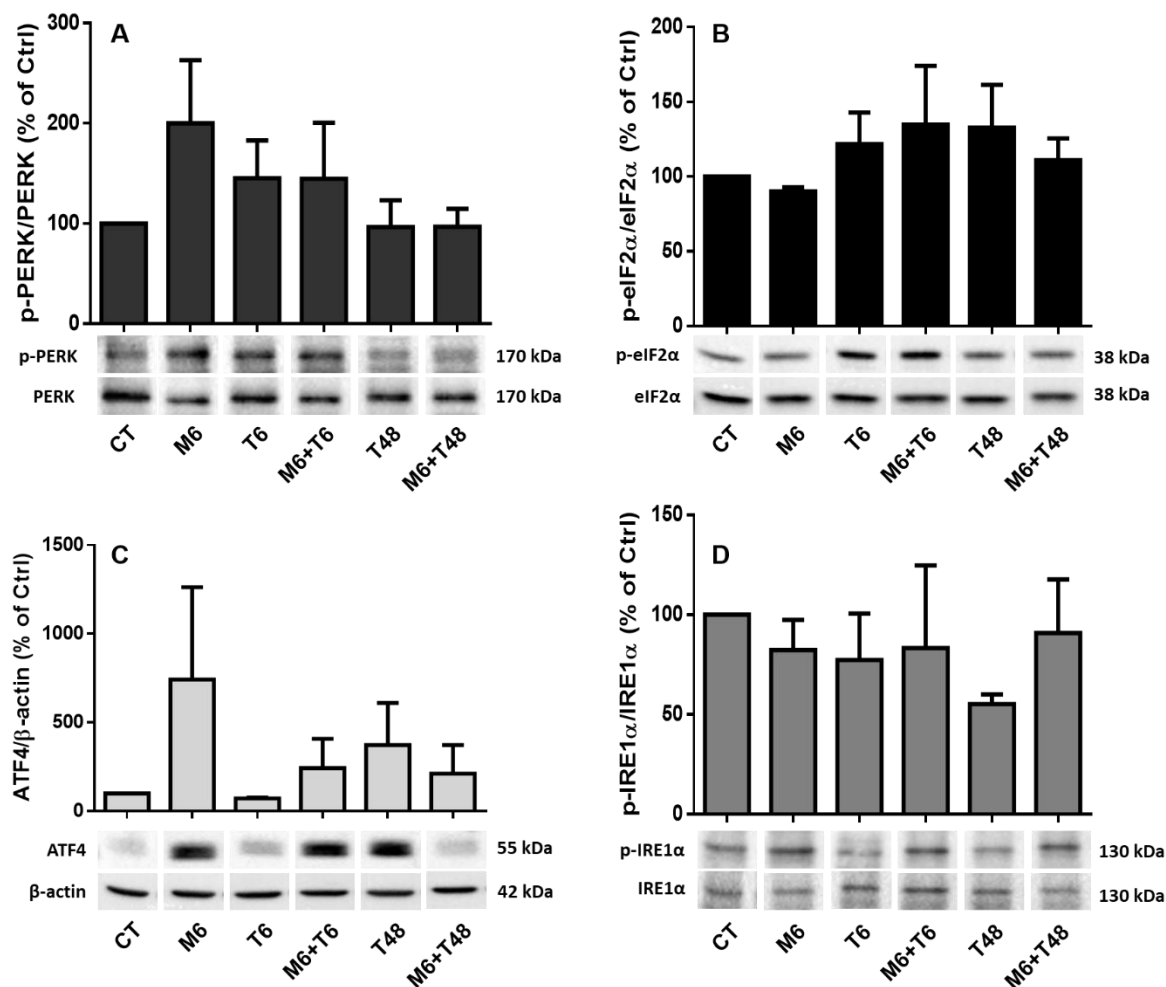 A
p-PERK/PERK (% of Ctrl)
300
200
100
0
p-PERK 170 kDa
PERK 170 kDa
CT M6 T6 M6+T6 T48 M6+T48
B
p-eIF2α/eIF2α (% of Ctrl)
200
150
100
50
0
p-eIF2α 38 kDa
eIF2α 38 kDa
CT M6 T6 M6+T6 T48 M6+T48
C
ATF4/β-actin (% of Ctrl)
1500
1000
500
0
ATF4 55 kDa
β-actin 42 kDa
CT M6 T6 M6+T6 T48 M6+T48
D
p-IRE1α/IRE1α (% of Ctrl)
150
100
50
0
p-IRE1α 130 kDa
IRE1α 130 kDa
CT M6 T6 M6+T6 T48 M6+T48